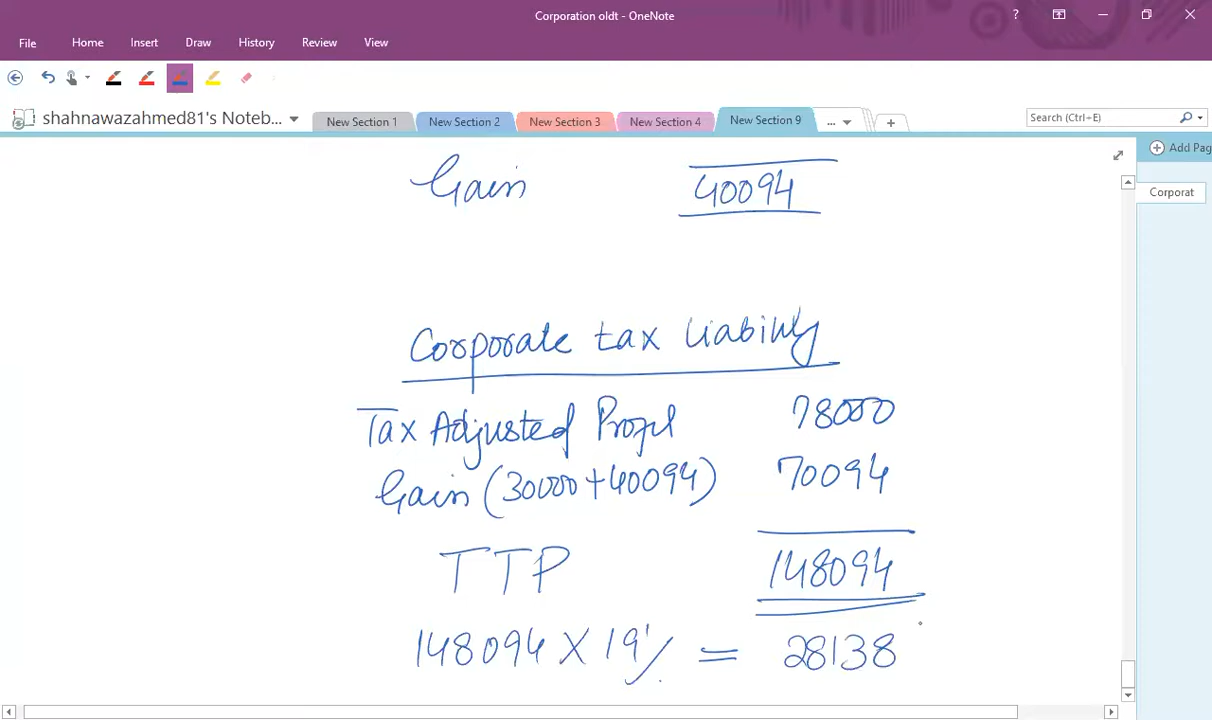 Corporation oldt - OneNote
?
File Home Insert Draw History Review View
shahnawazahmed81's Noteb... New Section 1 New Section 2 New Section 3 New Section 4 New Section 9 ... + Search (Ctrl+E)
Add Pag
Corporat
Gain 40094
Corporate tax liability
Tax Adjusted Profit 78000
Gain (30000+40094) 70094
TTP 148094
148094 X 19% = 28138